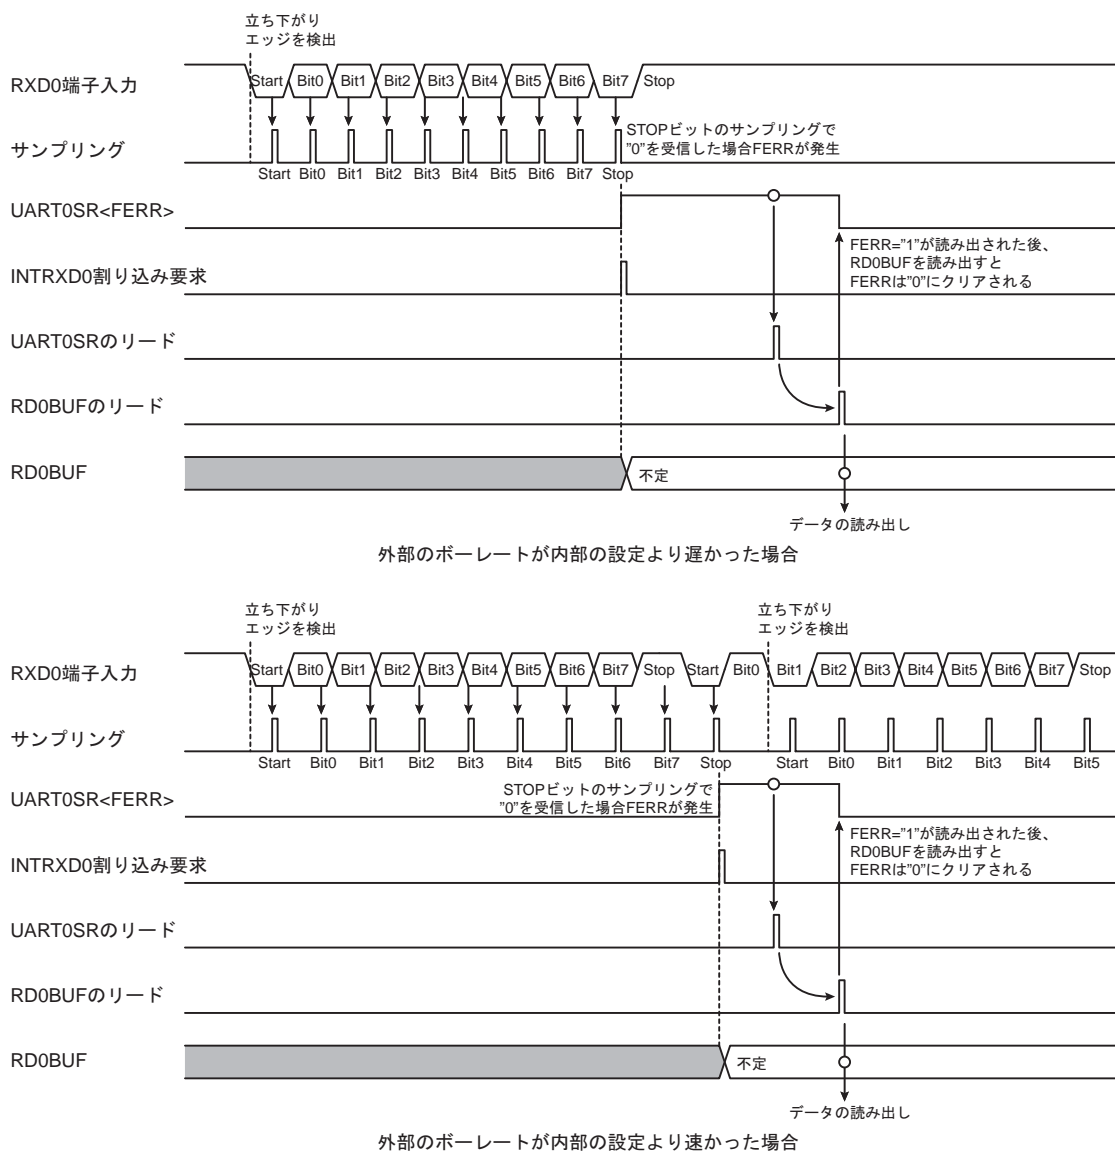 立ち下がり
エッジを検出
RXD0端子入力
Start Bit0 Bit1 Bit2 Bit3 Bit4 Bit5 Bit6 Bit7 Stop
サンプリング
STOPビットのサンプリングで
"0"を受信した場合FERRが発生
Start Bit0 Bit1 Bit2 Bit3 Bit4 Bit5 Bit6 Bit7 Stop
UART0SR<FERR>
FERR="1"が読み出された後、
RD0BUFを読み出すと
FERRは"0"にクリアされる
INTRXD0割り込み要求
UART0SRのリード
RD0BUFのリード
RD0BUF
不定
データの読み出し
外部のボーレートが内部の設定より遅かった場合
立ち下がり
エッジを検出
立ち下がり
エッジを検出
RXD0端子入力
Start Bit0 Bit1 Bit2 Bit3 Bit4 Bit5 Bit6 Bit7 Stop Start Bit0 Bit1 Bit2 Bit3 Bit4 Bit5 Bit6 Bit7 Stop
サンプリング
Start Bit0 Bit1 Bit2 Bit3 Bit4 Bit5 Bit6 Bit7 Stop Start Bit0 Bit1 Bit2 Bit3 Bit4 Bit5
STOPビットのサンプリングで
"0"を受信した場合FERRが発生
UART0SR<FERR>
FERR="1"が読み出された後、
RD0BUFを読み出すと
FERRは"0"にクリアされる
INTRXD0割り込み要求
UART0SRのリード
RD0BUFのリード
RD0BUF
不定
データの読み出し
外部のボーレートが内部の設定より速かった場合